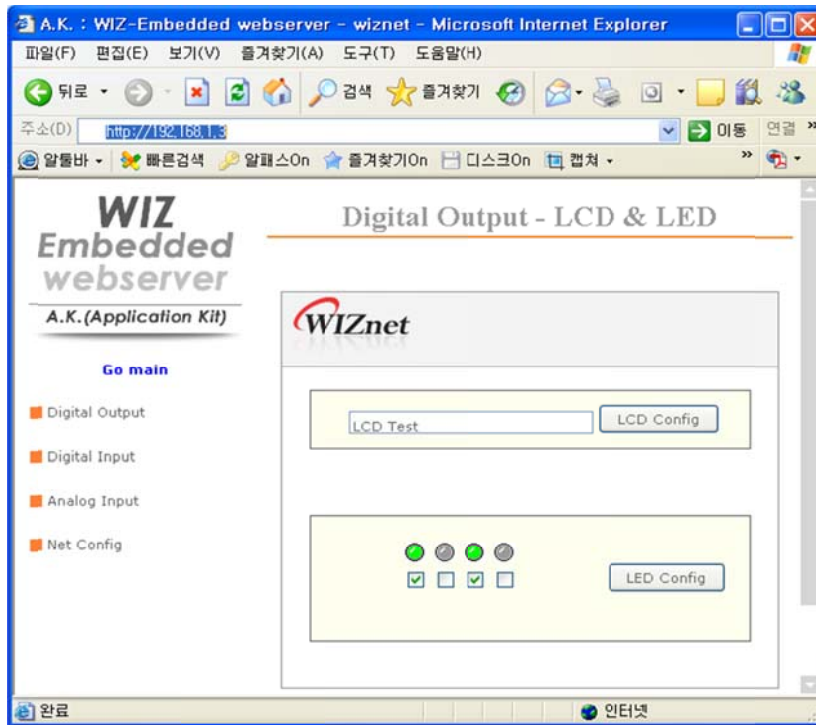 A.K. : WIZ-Embedded webserver - wiznet - Microsoft Internet Explorer
파일(F) 편집(E) 보기(V) 즐겨찾기(A) 도구(T) 도움말(H)
뒤로 검색 즐겨찾기
주소(D) http://192.168.1.3 이동 연결 »
알툴바 빠른검색 알패스On 즐겨찾기On 디스크On 캡쳐 »
WIZ
Embedded
webserver
A.K.(Application Kit)
Go main
Digital Output
Digital Input
Analog Input
Net Config
Digital Output - LCD & LED
WIZnet
LCD Test LCD Config
LED Config
완료 인터넷